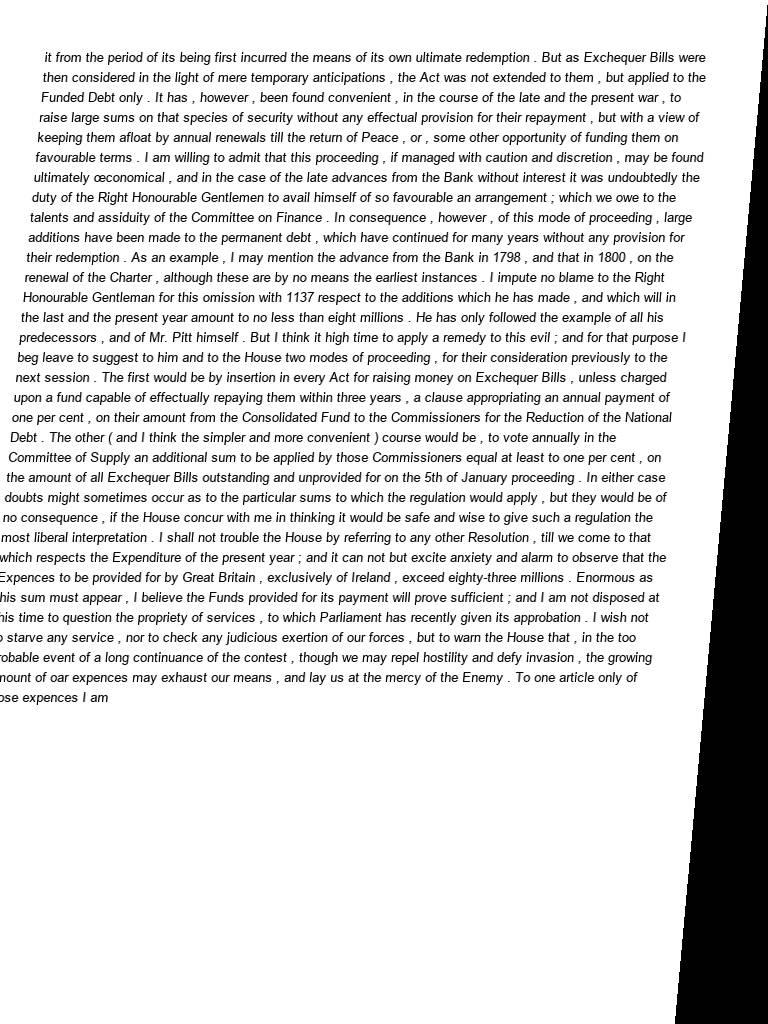 it from the period of its being first incurred the means of its own ultimate redemption . But as Exchequer Bills were
then considered in the light of mere temporary anticipations , the Act was not extended to them , but applied to the
Funded Debt only . It has , however , been found convenient , in the course of the late and the present war , to
raise large sums on that species of security without any effectual provision for their repayment , but with a view of
keeping them afloat by annual renewals till the return of Peace , or , some other opportunity of funding them on
favourable terms . I am willing to admit that this proceeding , if managed with caution and discretion , may be found
ultimately œconomical , and in the case of the late advances from the Bank without interest it was undoubtedly the
duty of the Right Honourable Gentlemen to avail himself of so favourable an arrangement ; which we owe to the
talents and assiduity of the Committee on Finance . In consequence , however , of this mode of proceeding , large
additions have been made to the permanent debt , which have continued for many years without any provision for
their redemption . As an example , I may mention the advance from the Bank in 1798 , and that in 1800 , on the
renewal of the Charter , although these are by no means the earliest instances . I impute no blame to the Right
Honourable Gentleman for this omission with 1137 respect to the additions which he has made , and which will in
the last and the present year amount to no less than eight millions . He has only followed the example of all his
predecessors , and of Mr. Pitt himself . But I think it high time to apply a remedy to this evil ; and for that purpose I
beg leave to suggest to him and to the House two modes of proceeding , for their consideration previously to the
next session . The first would be by insertion in every Act for raising money on Exchequer Bills , unless charged
upon a fund capable of effectually repaying them within three years , a clause appropriating an annual payment of
one per cent , on their amount from the Consolidated Fund to the Commissioners for the Reduction of the National
Debt . The other ( and I think the simpler and more convenient ) course would be , to vote annually in the
Committee of Supply an additional sum to be applied by those Commissioners equal at least to one per cent , on
the amount of all Exchequer Bills outstanding and unprovided for on the 5th of January proceeding . In either case
doubts might sometimes occur as to the particular sums to which the regulation would apply , but they would be of
no consequence , if the House concur with me in thinking it would be safe and wise to give such a regulation the
most liberal interpretation . I shall not trouble the House by referring to any other Resolution , till we come to that
which respects the Expenditure of the present year ; and it can not but excite anxiety and alarm to observe that the
Expences to be provided for by Great Britain , exclusively of Ireland , exceed eighty-three millions . Enormous as
his sum must appear , I believe the Funds provided for its payment will prove sufficient ; and I am not disposed at
his time to question the propriety of services , to which Parliament has recently given its approbation . I wish not
o starve any service , nor to check any judicious exertion of our forces , but to warn the House that , in the too
robable event of a long continuance of the contest , though we may repel hostility and defy invasion , the growing
mount of oar expences may exhaust our means , and lay us at the mercy of the Enemy . To one article only of
ose expences I am